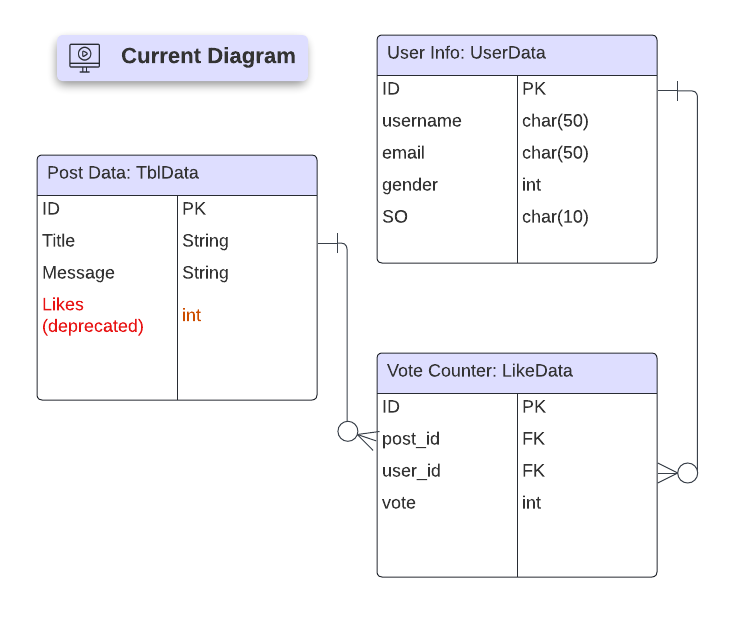 Current Diagram
User Info: UserData
ID PK
username char(50)
email char(50)
gender int
SO char(10)
Post Data: TblData
ID PK
Title String
Message String
Likes
(deprecated) int
Vote Counter: LikeData
ID PK
post_id FK
user_id FK
vote int